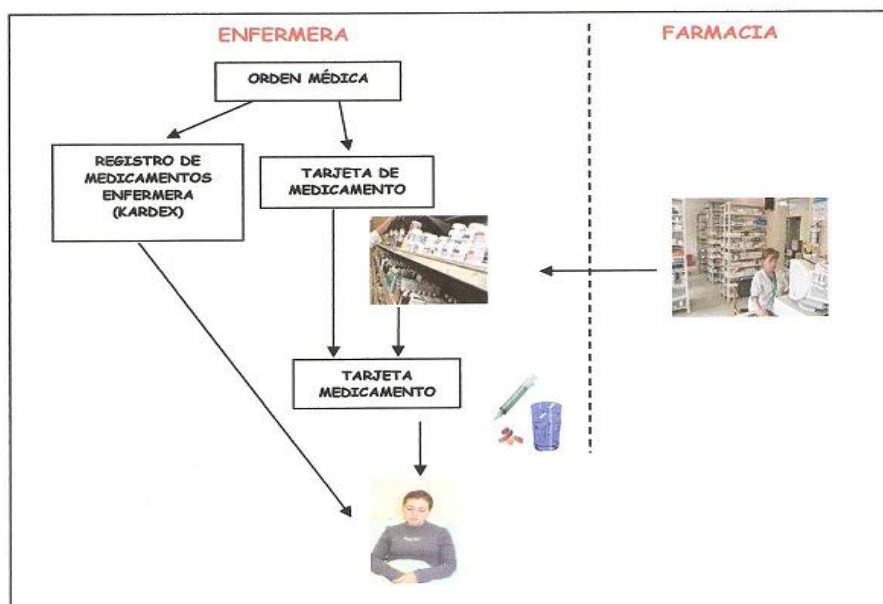 ENFERMERA
FARMACIA
ORDEN MÉDICA
REGISTRO DE
MEDICAMENTOS
ENFERMERA
(KARDEX)
TARJETA DE
MEDICAMENTO
TARJETA
MEDICAMENTO